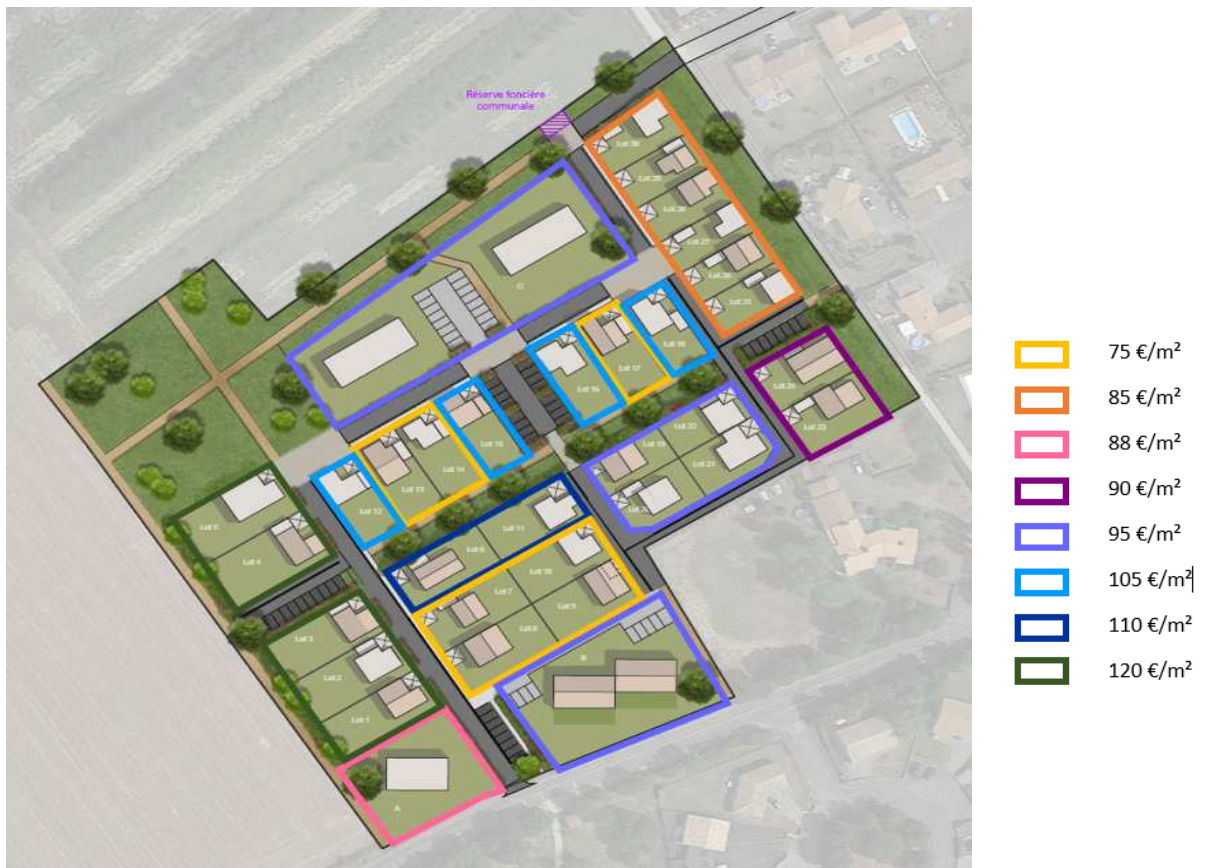 Réserve foncière
communale
Lot 30
Lot 29
Lot 28
Lot 27
Lot 26
Lot 25
C
Lot 18
Lot 17
Lot 16
Lot 24
Lot 23
Lot 15
Lot 14
Lot 13
Lot 12
Lot 22
Lot 19
Lot 21
Lot 20
Lot 11
Lot 6
Lot 5
Lot 4
Lot 10
Lot 7
Lot 9
Lot 8
Lot 3
Lot 2
Lot 1
B
A
75 €/m²
85 €/m²
88 €/m²
90 €/m²
95 €/m²
105 €/m²
110 €/m²
120 €/m²